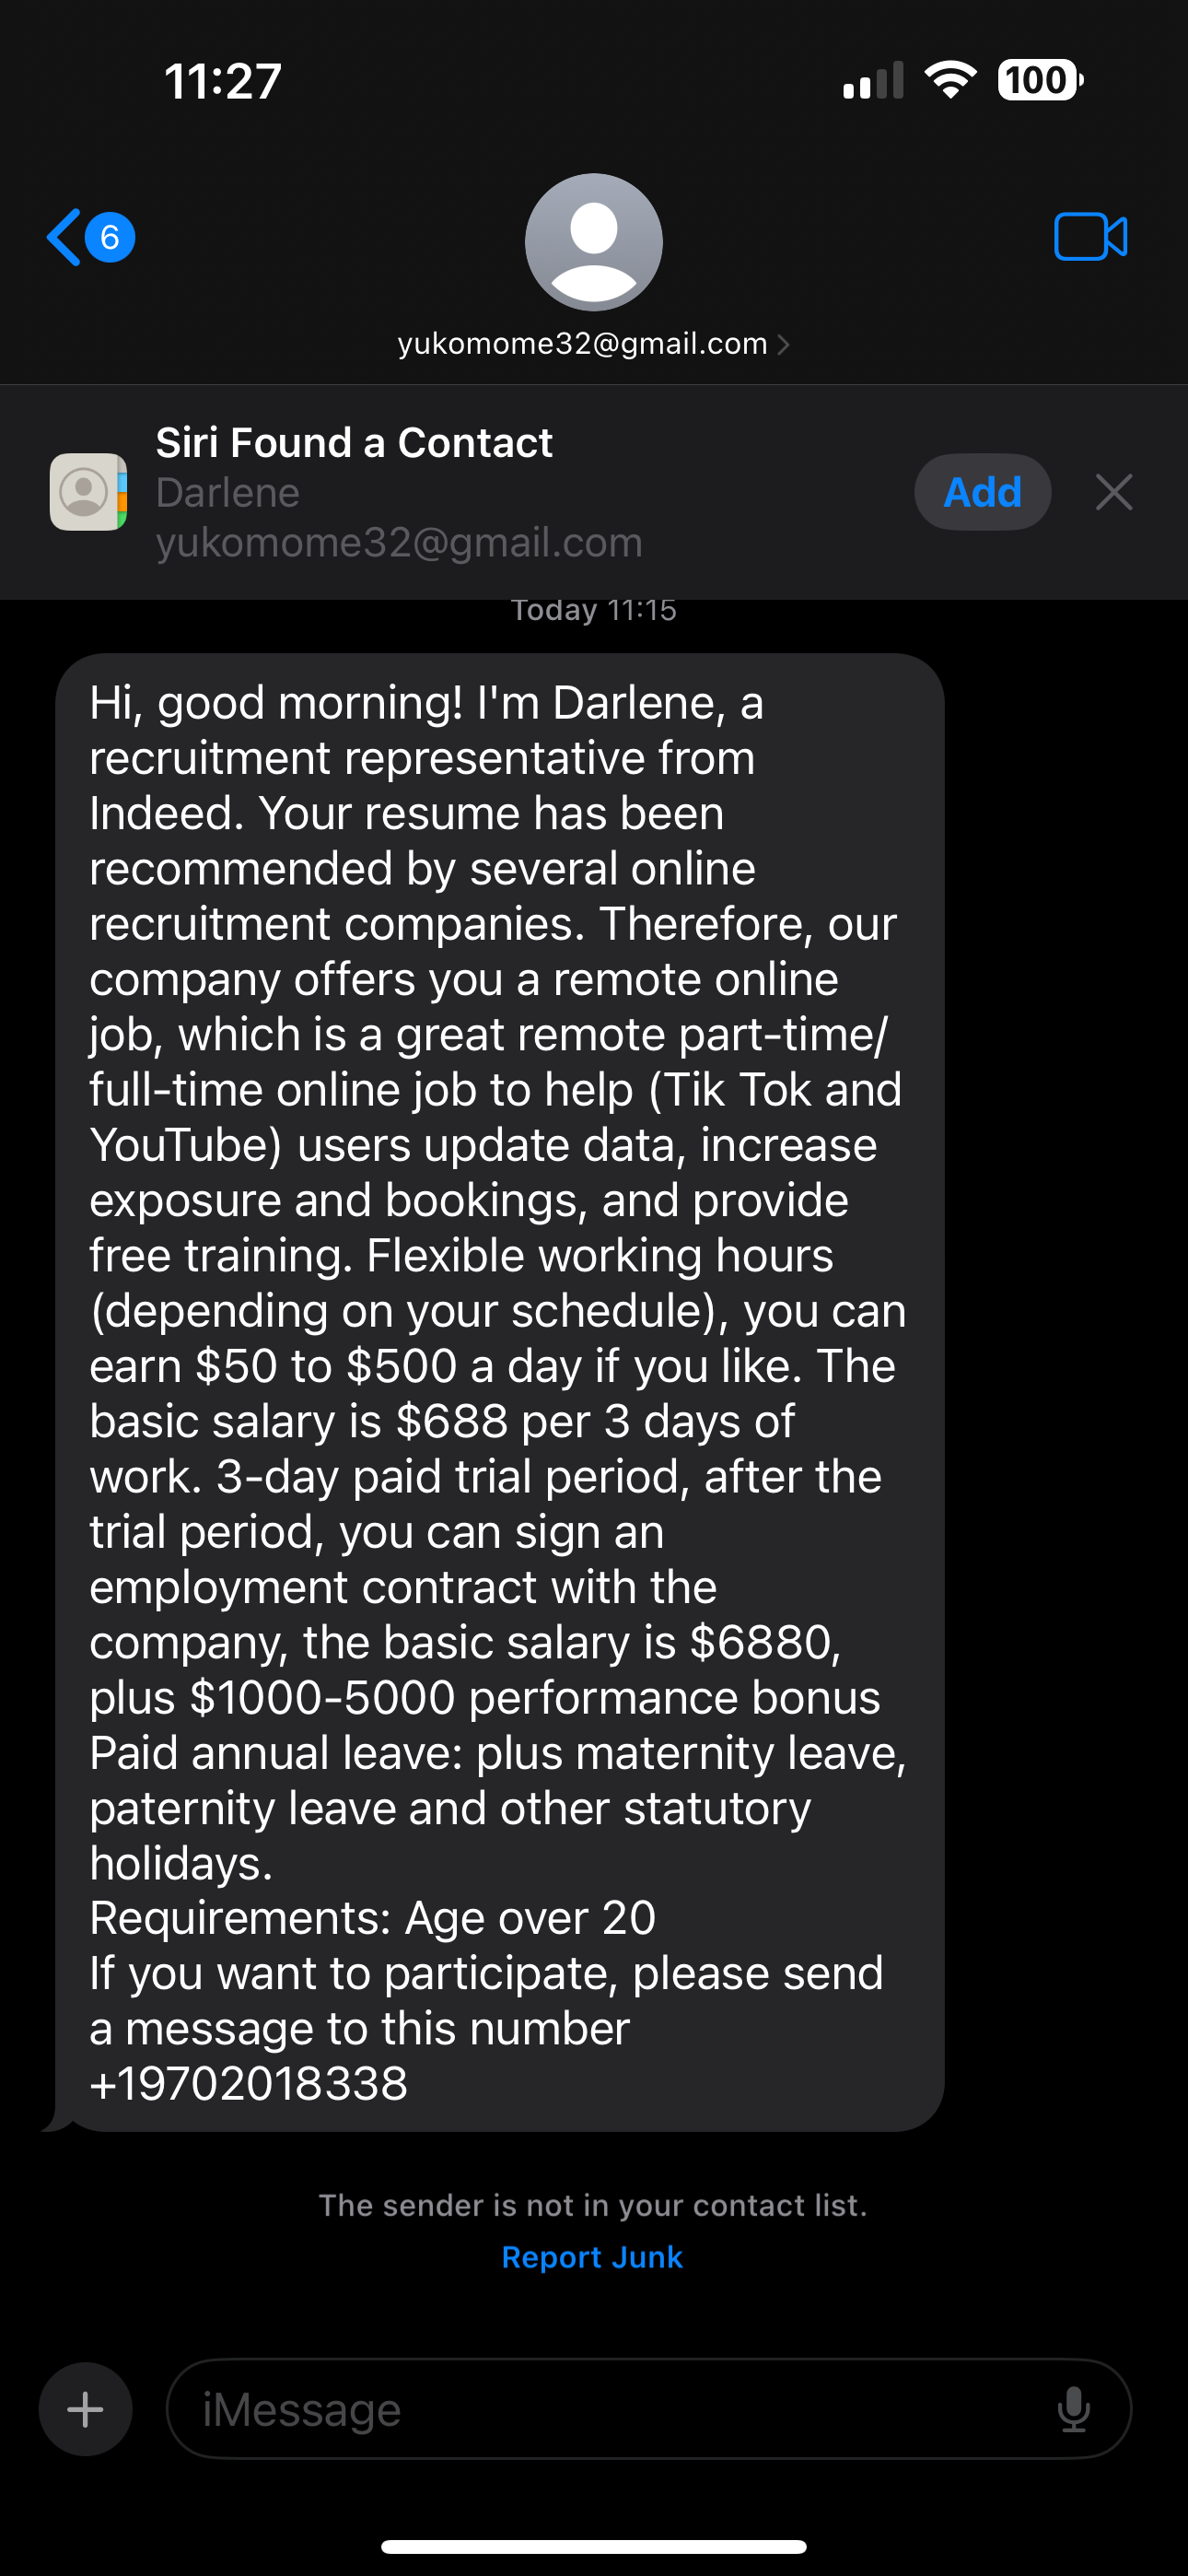 11:27
100
6
yukomome32@gmail.com
Siri Found a Contact
Darlene
yukomome32@gmail.com
Add
Today 11:15
Hi, good morning! I'm Darlene, a
recruitment representative from
Indeed. Your resume has been
recommended by several online
recruitment companies. Therefore, our
company offers you a remote online
job, which is a great remote part-time/
full-time online job to help (Tik Tok and
YouTube) users update data, increase
exposure and bookings, and provide
free training. Flexible working hours
(depending on your schedule), you can
earn $50 to $500 a day if you like. The
basic salary is $688 per 3 days of
work. 3-day paid trial period, after the
trial period, you can sign an
employment contract with the
company, the basic salary is $6880,
plus $1000-5000 performance bonus
Paid annual leave: plus maternity leave,
paternity leave and other statutory
holidays.
Requirements: Age over 20
If you want to participate, please send
a message to this number
+19702018338
The sender is not in your contact list.
Report Junk
iMessage